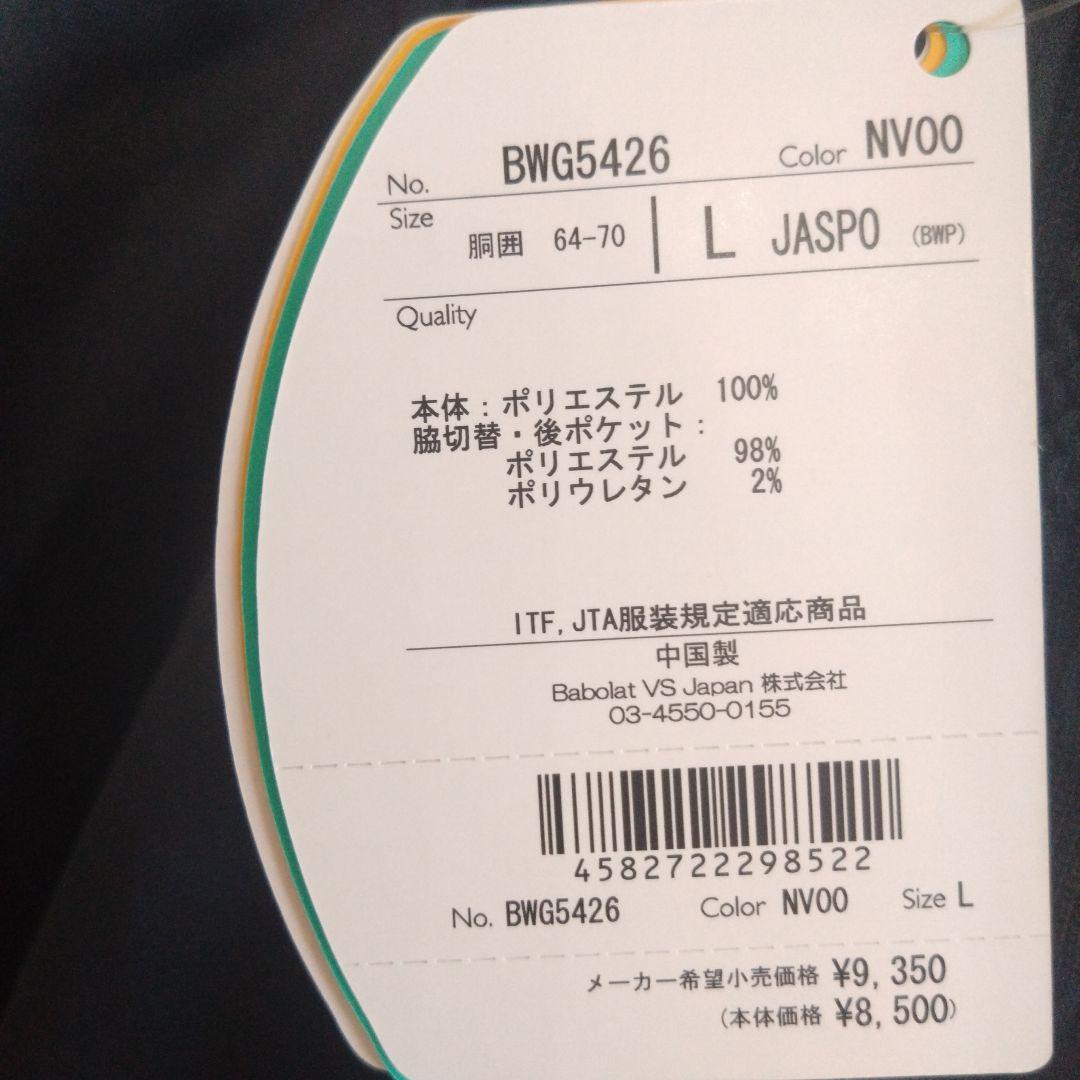 No. BWG5426 Color NV00
Size 胴囲 64-70 L JASPO (BWP)
Quality
本体：ポリエステル 100%
脇切替・後ポケット：
ポリエステル 98%
ポリウレタン 2%
ITF,JTA服装規定適応商品
中国製
Babolat VS Japan 株式会社
03-4550-0155
4582722298522
No. BWG5426 Color NV00 Size L
メーカー希望小売価格 ¥9,350
(本体価格 ¥8,500)